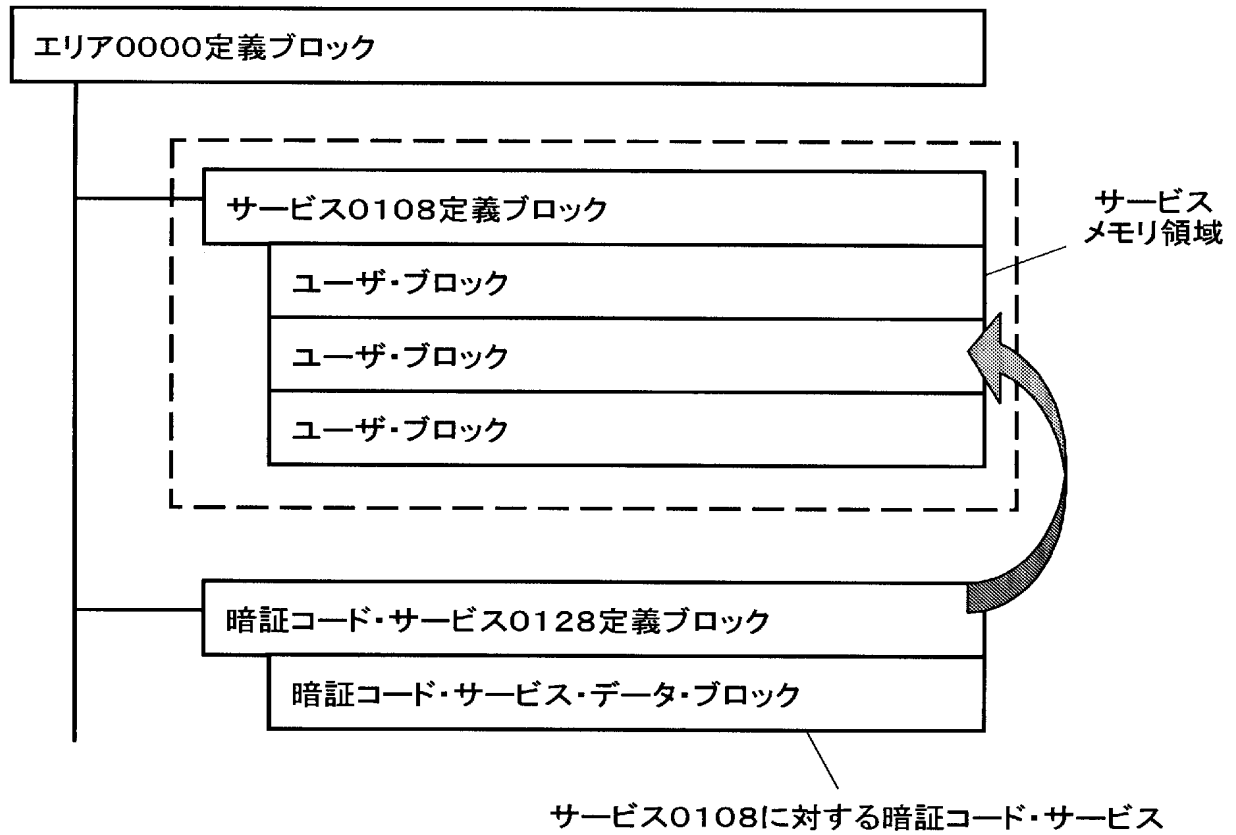 エリア0000定義ブロック
サービス0108定義ブロック
サービス
メモリ領域
ユーザ・ブロック
ユーザ・ブロック
ユーザ・ブロック
暗証コード・サービス0128定義ブロック
暗証コード・サービス・データ・ブロック
サービス0108に対する暗証コード・サービス